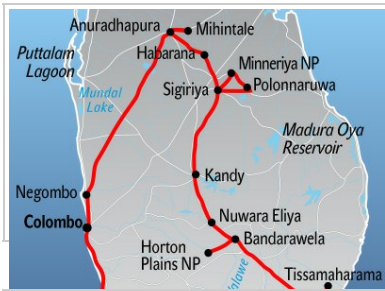 Anuradhapura
Mihintale
Habarana
Puttalam
Lagoon
Minneriya NP
Polonnaruwa
Sigiriya
Mundal
Lake
Madura Oya
Reservoir
Kandy
Negombo
Colombo
Nuwara Eliya
Bandarawela
Horton
Plains NP
Tissamaharama